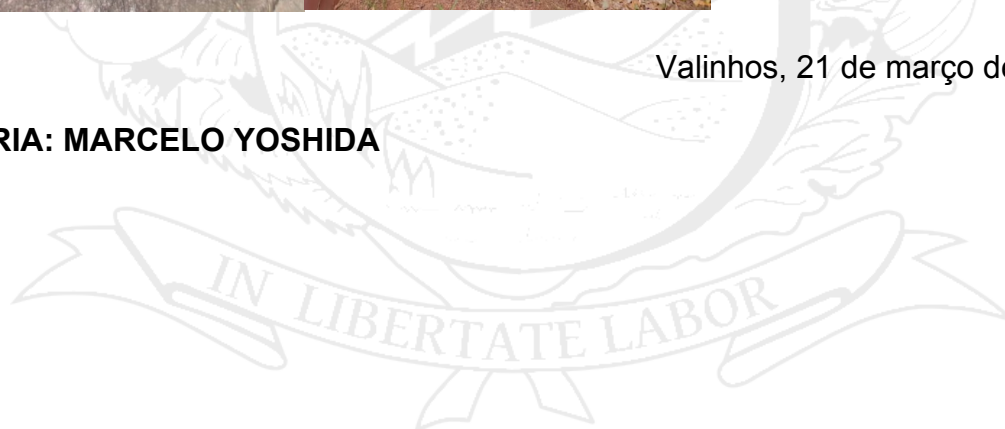 Valinhos, 21 de março d
RIA: MARCELO YOSHIDA
IN LIBERTATE LABOR